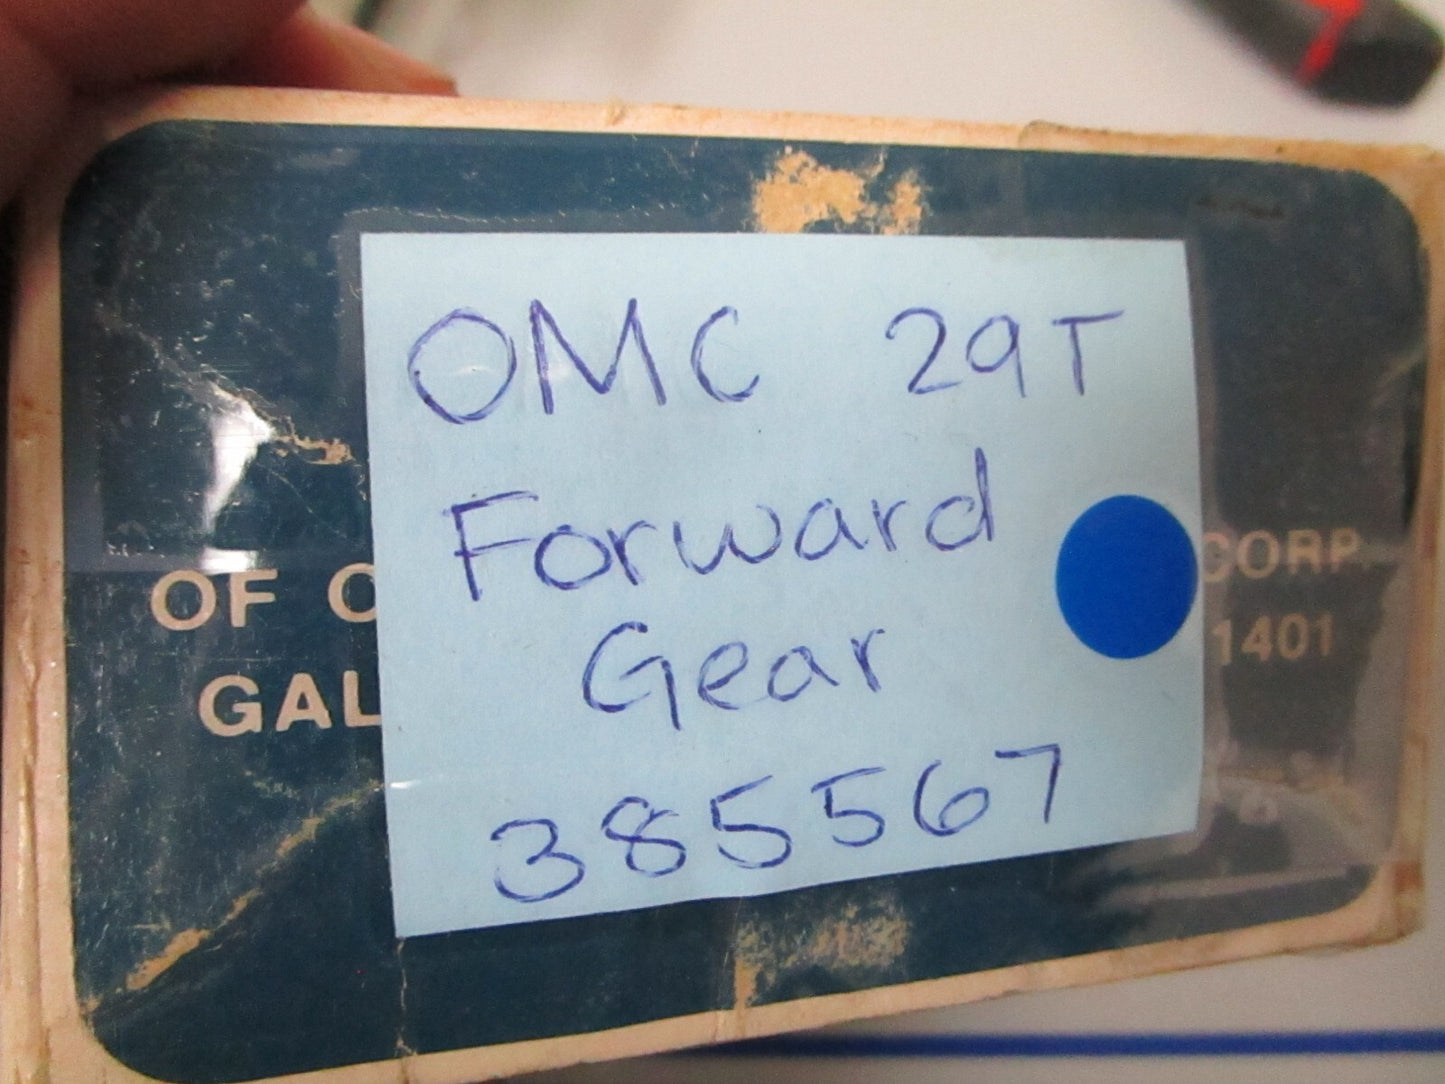 OMC 29T
Forward
Gear
385567
OF
CORP.
GAL
1401